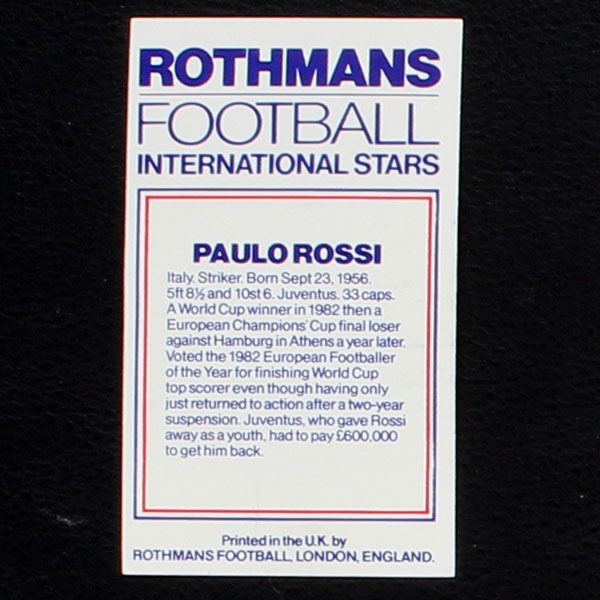 ROTHMANS
FOOTBALL
INTERNATIONAL STARS
PAULO ROSSI
Italy. Striker. Born Sept 23, 1956.
5ft 8½ and 10st 6. Juventus. 33 caps.
A World Cup winner in 1982 then a
European Champions' Cup final loser
against Hamburg in Athens a year later.
Voted the 1982 European Footballer
of the Year for finishing World Cup
top scorer even though having only
just returned to action after a two-year
suspension. Juventus, who gave Rossi
away as a youth, had to pay £600,000
to get him back.
Printed in the U.K. by
ROTHMANS FOOTBALL, LONDON, ENGLAND.